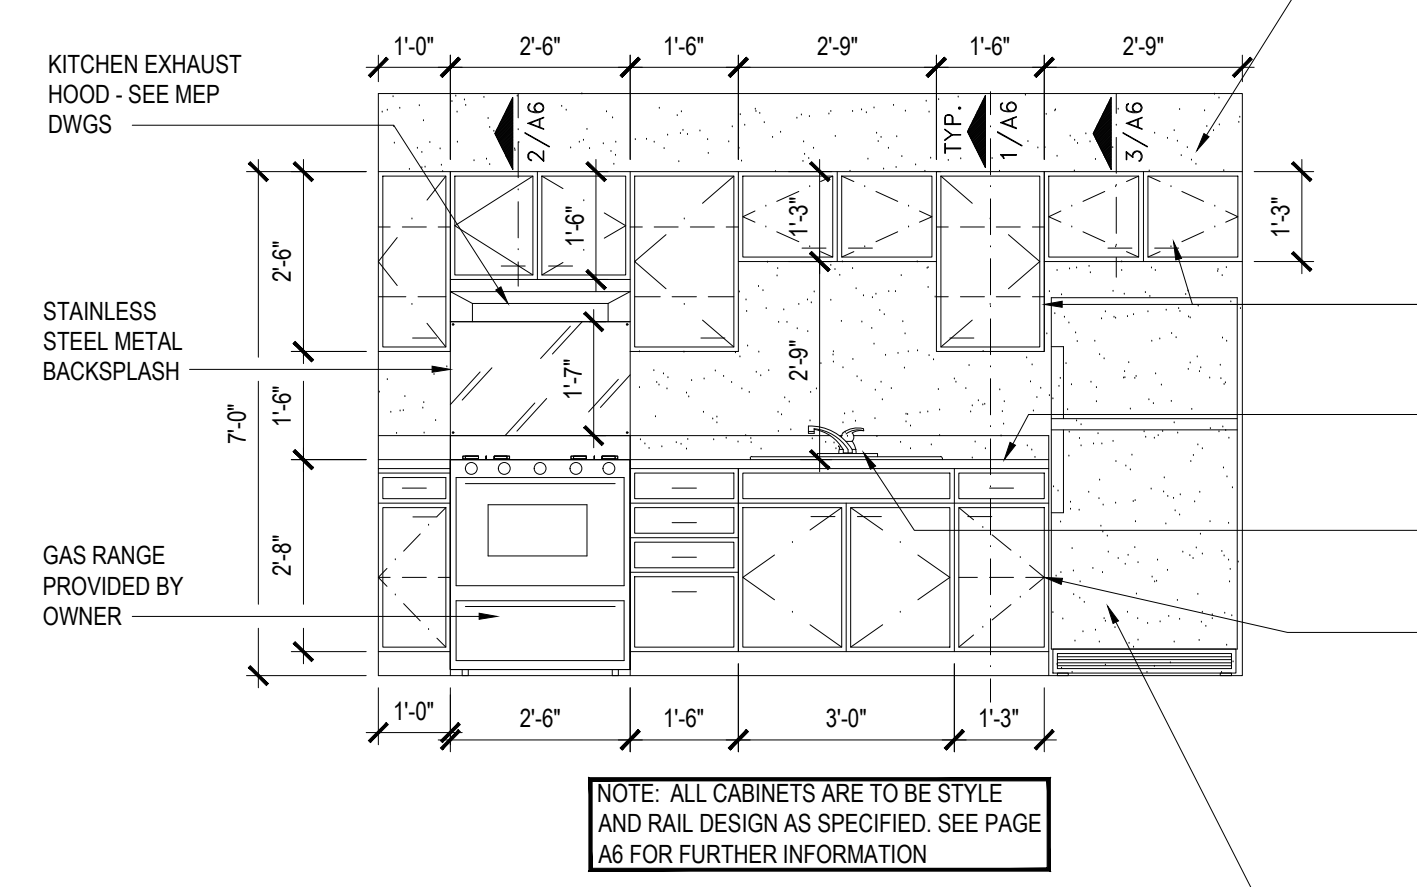 1'-0"
2'-6"
1'-6"
2'-9"
1'-6"
2'-9"
KITCHEN EXHAUST
HOOD - SEE MEP
DWGS
2/A6
TYP.
1/A6
3/A6
1'-6"
1'-3"
1'-3"
2'-6"
STAINLESS
STEEL METAL
BACKSPLASH
1'-7"
2'-9"
1'-6"
7'-0"
GAS RANGE
PROVIDED BY
OWNER
2'-8"
1'-0"
2'-6"
1'-6"
3'-0"
1'-3"
NOTE: ALL CABINETS ARE TO BE STYLE
AND RAIL DESIGN AS SPECIFIED. SEE PAGE
A6 FOR FURTHER INFORMATION